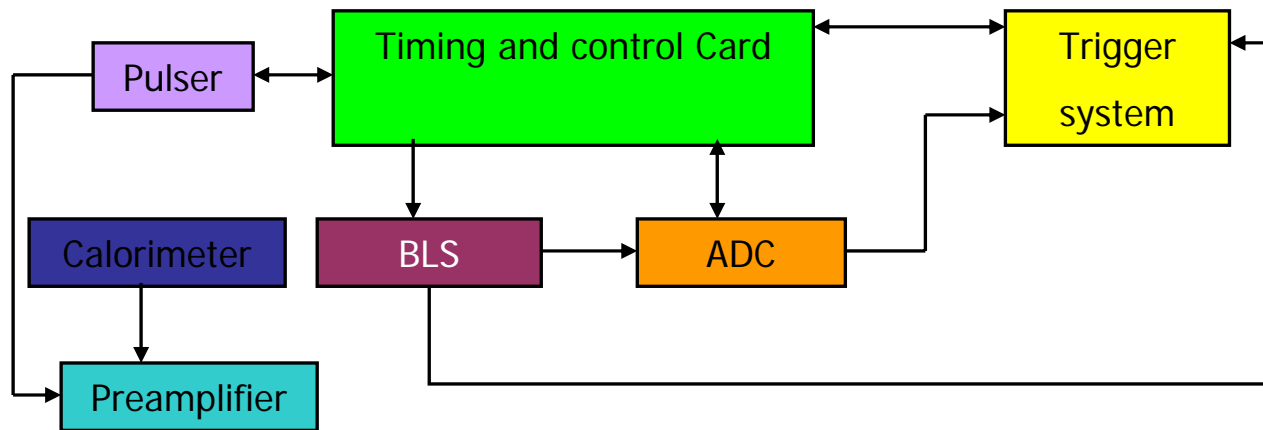 Timing and control Card
Trigger
system
Pulser
Calorimeter
BLS
ADC
Preamplifier